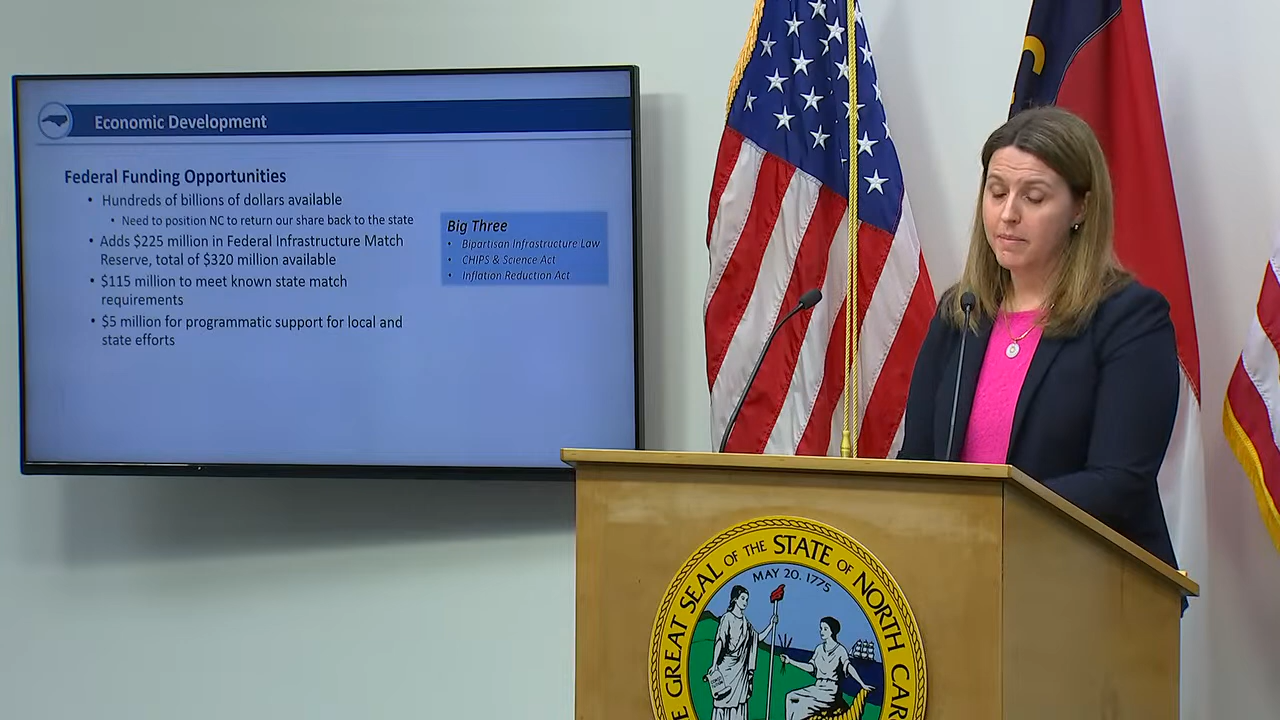 Economic Development
Federal Funding Opportunities
• Hundreds of billions of dollars available
• Need to position NC to return our share back to the state
• Adds $225 million in Federal Infrastructure Match
Reserve, total of $320 million available
• $115 million to meet known state match
requirements
• $5 million for programmatic support for local and
state efforts
Big Three
• Bipartisan Infrastructure Law
• CHIPS & Science Act
• Inflation Reduction Act
GREAT SEAL OF THE STATE OF NORTH CAR
MAY 20, 1775